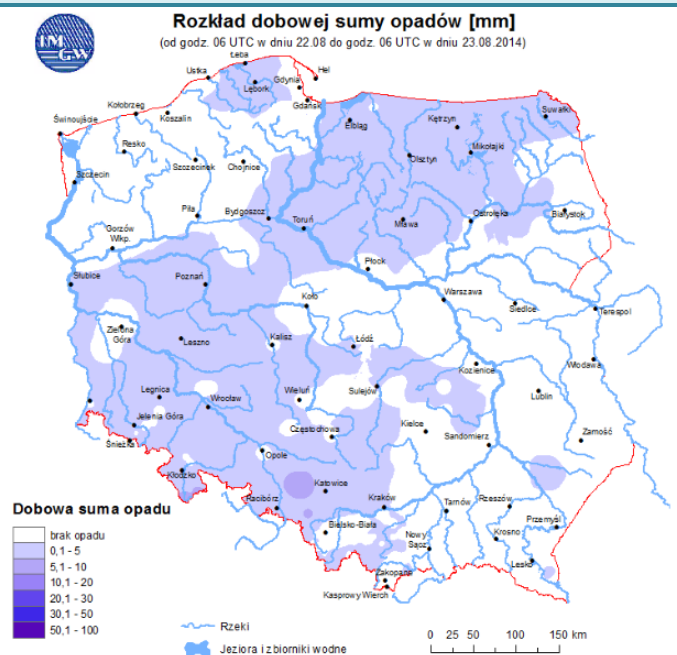 Rozkład dobowej sumy opadów [mm]
(od godz. 06 UTC w dniu 22.08 do godz. 06 UTC w dniu 23.08.2014)
IM
GW
Łeba
Hel
Ustka
Gdynia
Lębork
Gdańsk
Suwałki
Kołobrzeg
Koszalin
Świnoujście
Elbląg
Kętrzyn
Resko
Mikołajki
Olsztyn
Szczecinek
Chojnice
Szczecin
Piła
Bydgoszcz
Toruń
Mława
Ostrołęka
Białystok
Gorzów
Wlkp.
Płock
Słubice
Poznań
Koło
Warszawa
Siedlce
Terespol
Zielona
Góra
Leszno
Kalisz
Łódź
Kozienice
Włodawa
Legnica
Wrocław
Wieluń
Sulejów
Lublin
Jelenia Góra
Częstochowa
Kielce
Sandomierz
Zamość
Śnieżka
Opole
Kłodzko
Katowice
Racibórz
Kraków
Tarnów
Rzeszów
Bielsko-Biała
Nowy
Sącz
Krosno
Przemyśl
Lesko
Zakopane
Kasprowy Wierch
Dobowa suma opadu
brak opadu
0,1 - 5
5,1 - 10
10,1 - 20
20,1 - 30
30,1 - 50
50,1 - 100
Rzeki
Jeziora i zbiorniki wodne
0 25 50 100 150 km